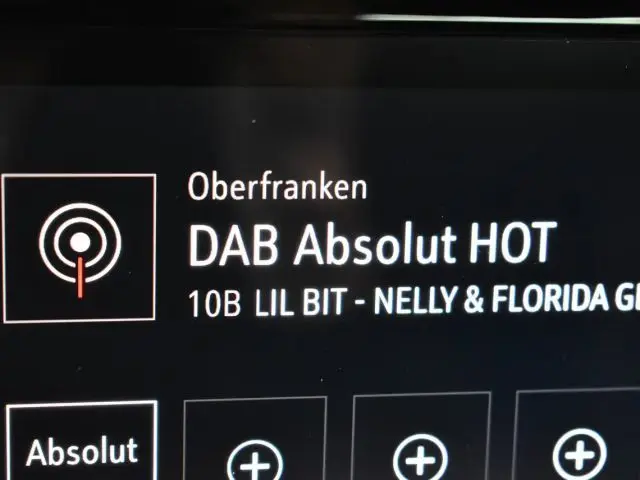 Oberfranken
DAB Absolut HOT
10B LIL BIT - NELLY & FLORIDA
Absolut